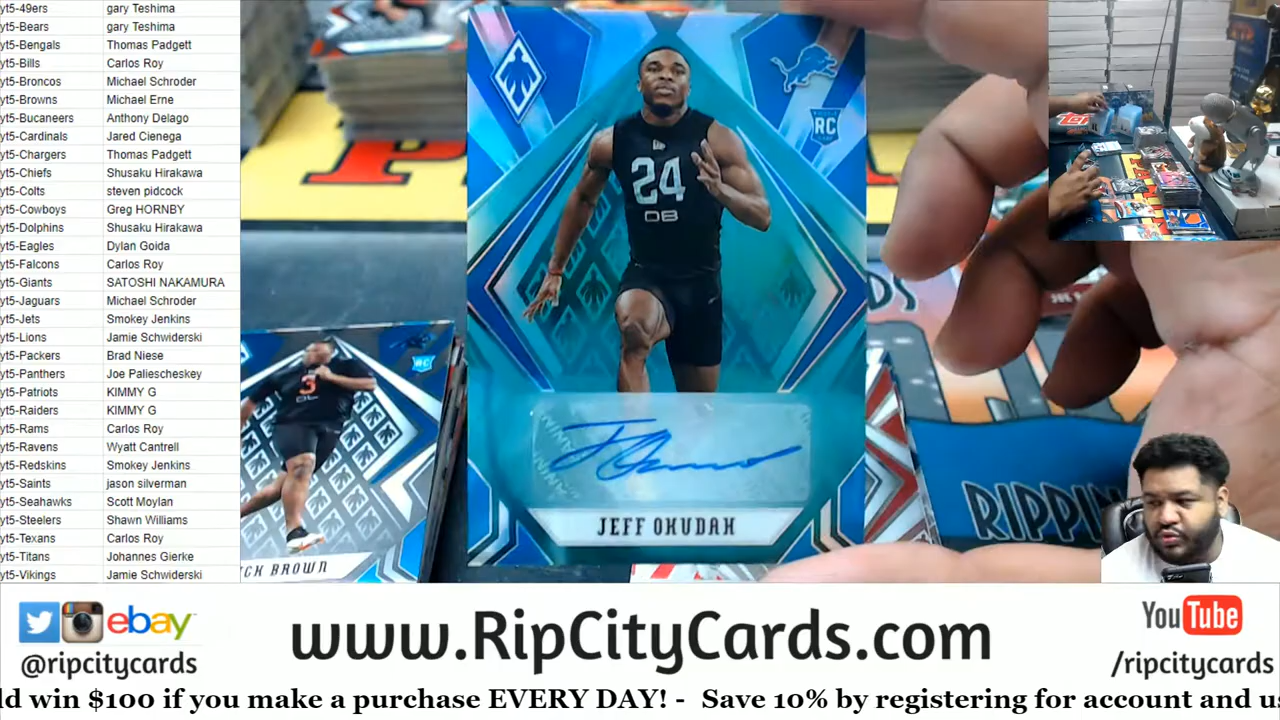 yt5-49ers gary Teshima
yt5-Bears gary Teshima
yt5-Bengals Thomas Padgett
yt5-Bills Carlos Roy
yt5-Broncos Michael Schroder
yt5-Browns Michael Erne
yt5-Bucaneers Anthony Delago
yt5-Cardinals Jared Cienega
yt5-Chargers Thomas Padgett
yt5-Chiefs Shusaku Hirakawa
yt5-Colts steven pidcock
yt5-Cowboys Greg HORNBY
yt5-Dolphins Shusaku Hirakawa
yt5-Eagles Dylan Goida
yt5-Falcons Carlos Roy
yt5-Giants SATOSHI NAKAMURA
yt5-Jaguars Michael Schroder
yt5-Jets Smokey Jenkins
yt5-Lions Jamie Schwiderski
yt5-Packers Brad Niese
yt5-Panthers Joe Paliescheskey
yt5-Patriots KIMMY G
yt5-Raiders KIMMY G
yt5-Rams Carlos Roy
yt5-Ravens Wyatt Cantrell
yt5-Redskins Smokey Jenkins
yt5-Saints jason silverman
yt5-Seahawks Scott Moylan
yt5-Steelers Shawn Williams
yt5-Texans Carlos Roy
yt5-Titans Johannes Gierke
yt5-Vikings Jamie Schwiderski
RC
24
DB
JEFF OKUDAH
RC
3
BROWN
RIPPIN
ebay
@ripcitycards
www.RipCityCards.com
YouTube
/ripcitycards
ld win $100 if you make a purchase EVERY DAY! - Save 10% by registering for account and us